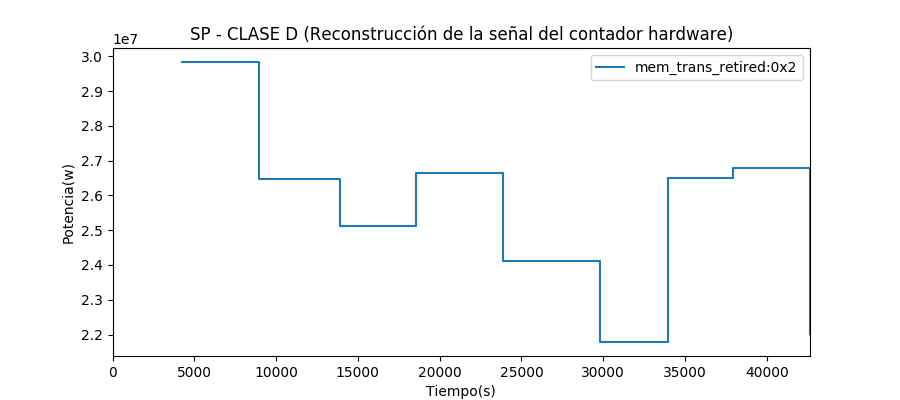 SP - CLASE D (Reconstrucción de la señal del contador hardware)
1e7
mem_trans_retired:0x2
3.0
2.9
2.8
2.7
2.6
2.5
2.4
2.3
2.2
Potencia(w)
0 5000 10000 15000 20000 25000 30000 35000 40000
Tiempo(s)